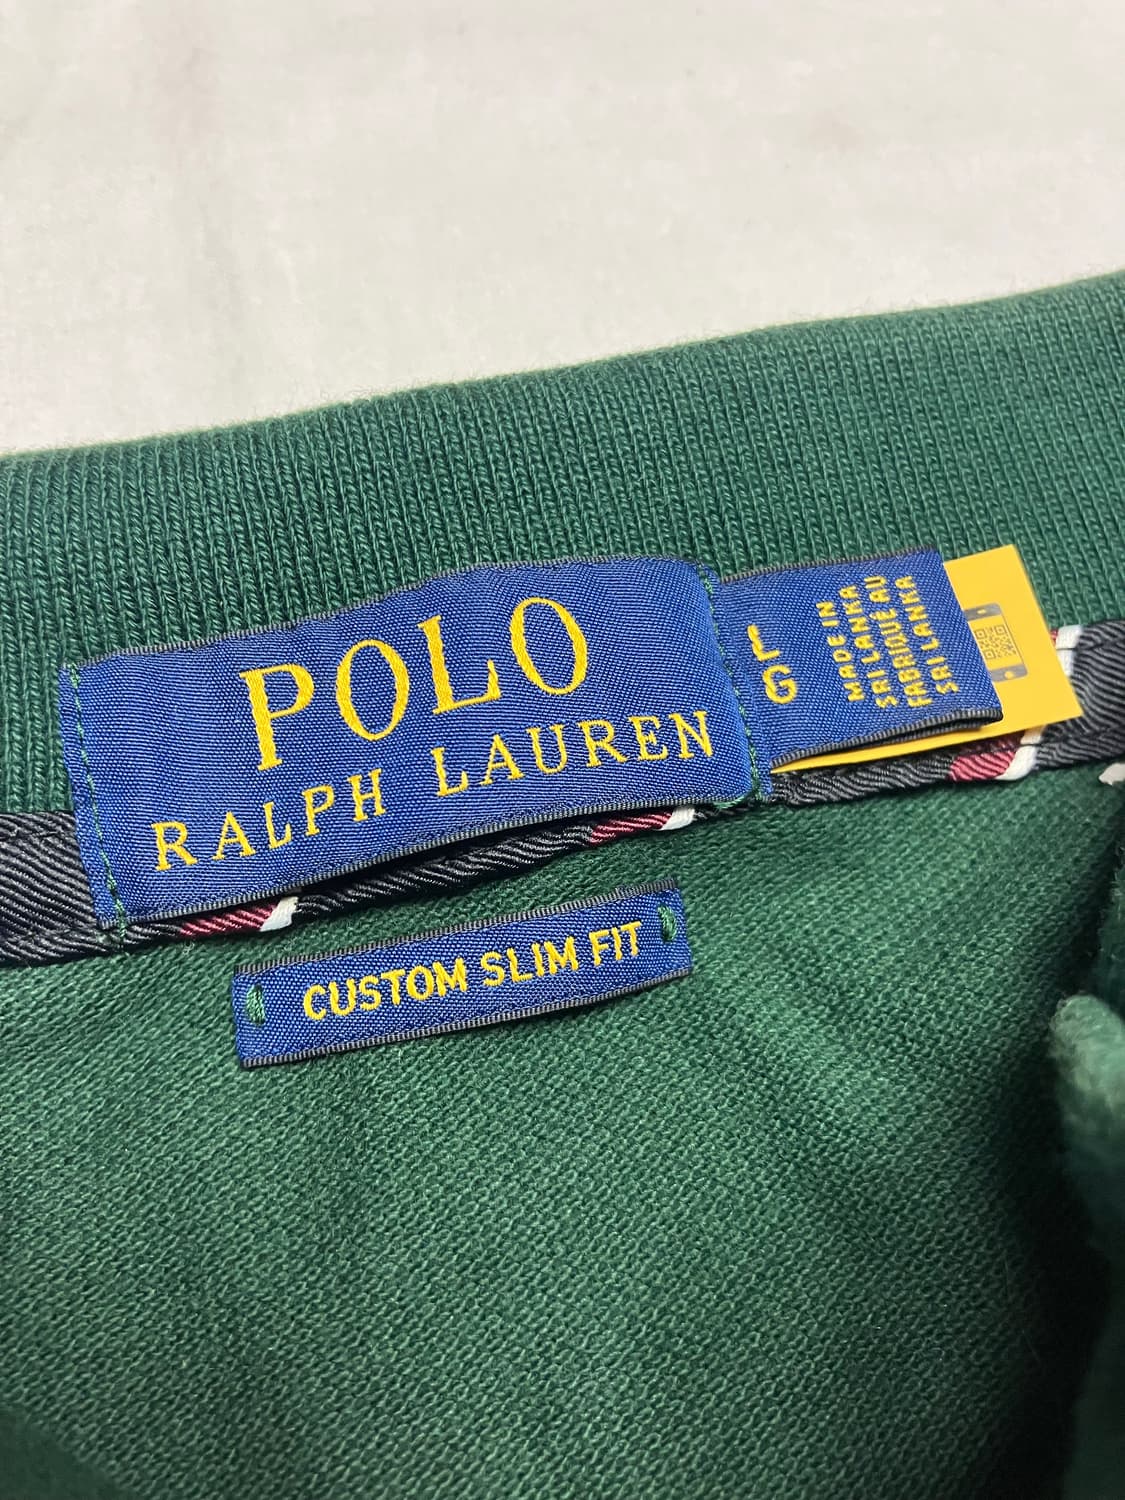 POLO
RALPH LAUREN
L
G
MADE IN
SRI LANKA
FABRIQUÉ AU
SRI LANKA
CUSTOM SLIM FIT